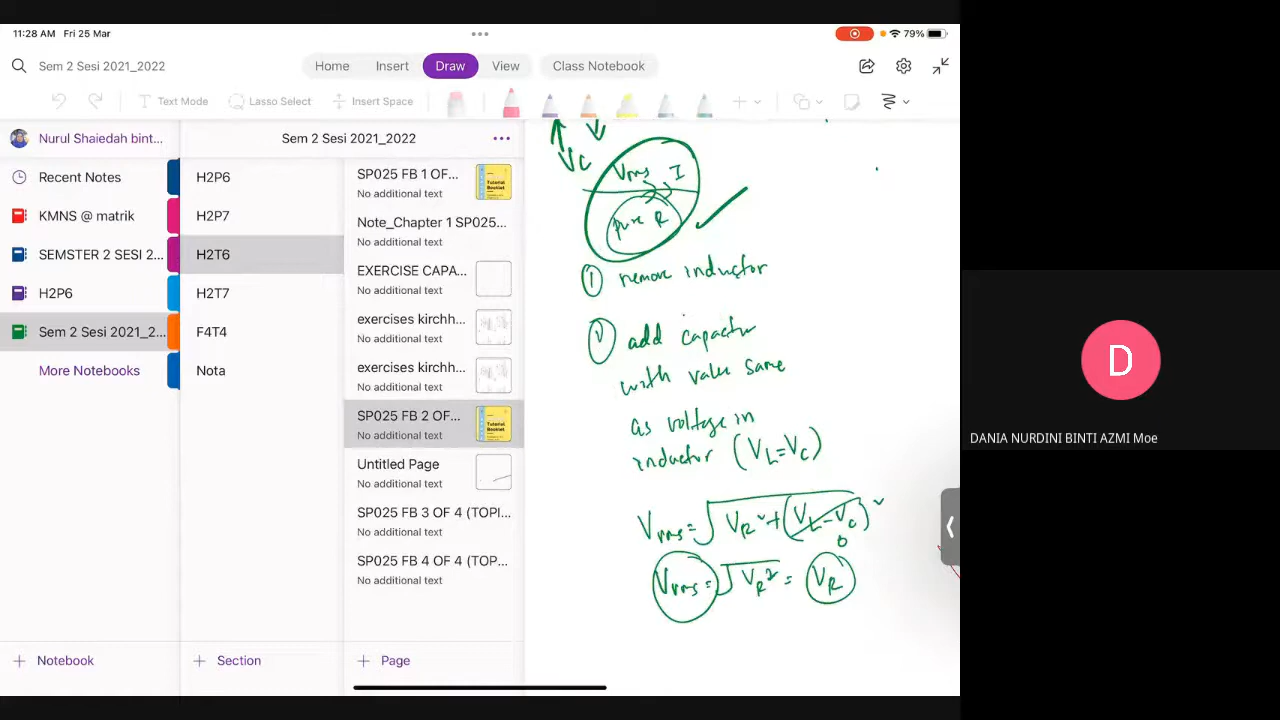 11:28 AM Fri 25 Mar
79%
Sem 2 Sesi 2021_2022
Home Insert Draw View Class Notebook
Text Mode Lasso Select Insert Space
Nurul Shaiedah bint...
Recent Notes
KMNS @ matrik
SEMSTER 2 SESI 2...
H2P6
Sem 2 Sesi 2021_2...
More Notebooks
Notebook
H2P6
H2P7
H2T6
H2T7
F4T4
Nota
Section
Sem 2 Sesi 2021_2022
SP025 FB 1 OF...
No additional text
Note_Chapter 1 SP025...
No additional text
EXERCISE CAPA...
No additional text
exercises kirchh...
No additional text
exercises kirchh...
No additional text
SP025 FB 2 OF...
No additional text
Untitled Page
No additional text
SP025 FB 3 OF 4 (TOPI...
No additional text
SP025 FB 4 OF 4 (TOP...
No additional text
Page
Vc
Vrms I
pure R
① remove inductor
add capacitor
with value same
as voltage in
inductor (VL=Vc)
Vrms=√VR²+(VL-Vc)²
0
Vrms=√VR² = VR
D
DANIA NURDINI BINTI AZMI Moe